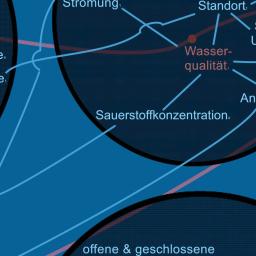 Strömung.
Standort.
Wasser-
qualität.
Sauerstoffkonzentration.
offene & geschlossene